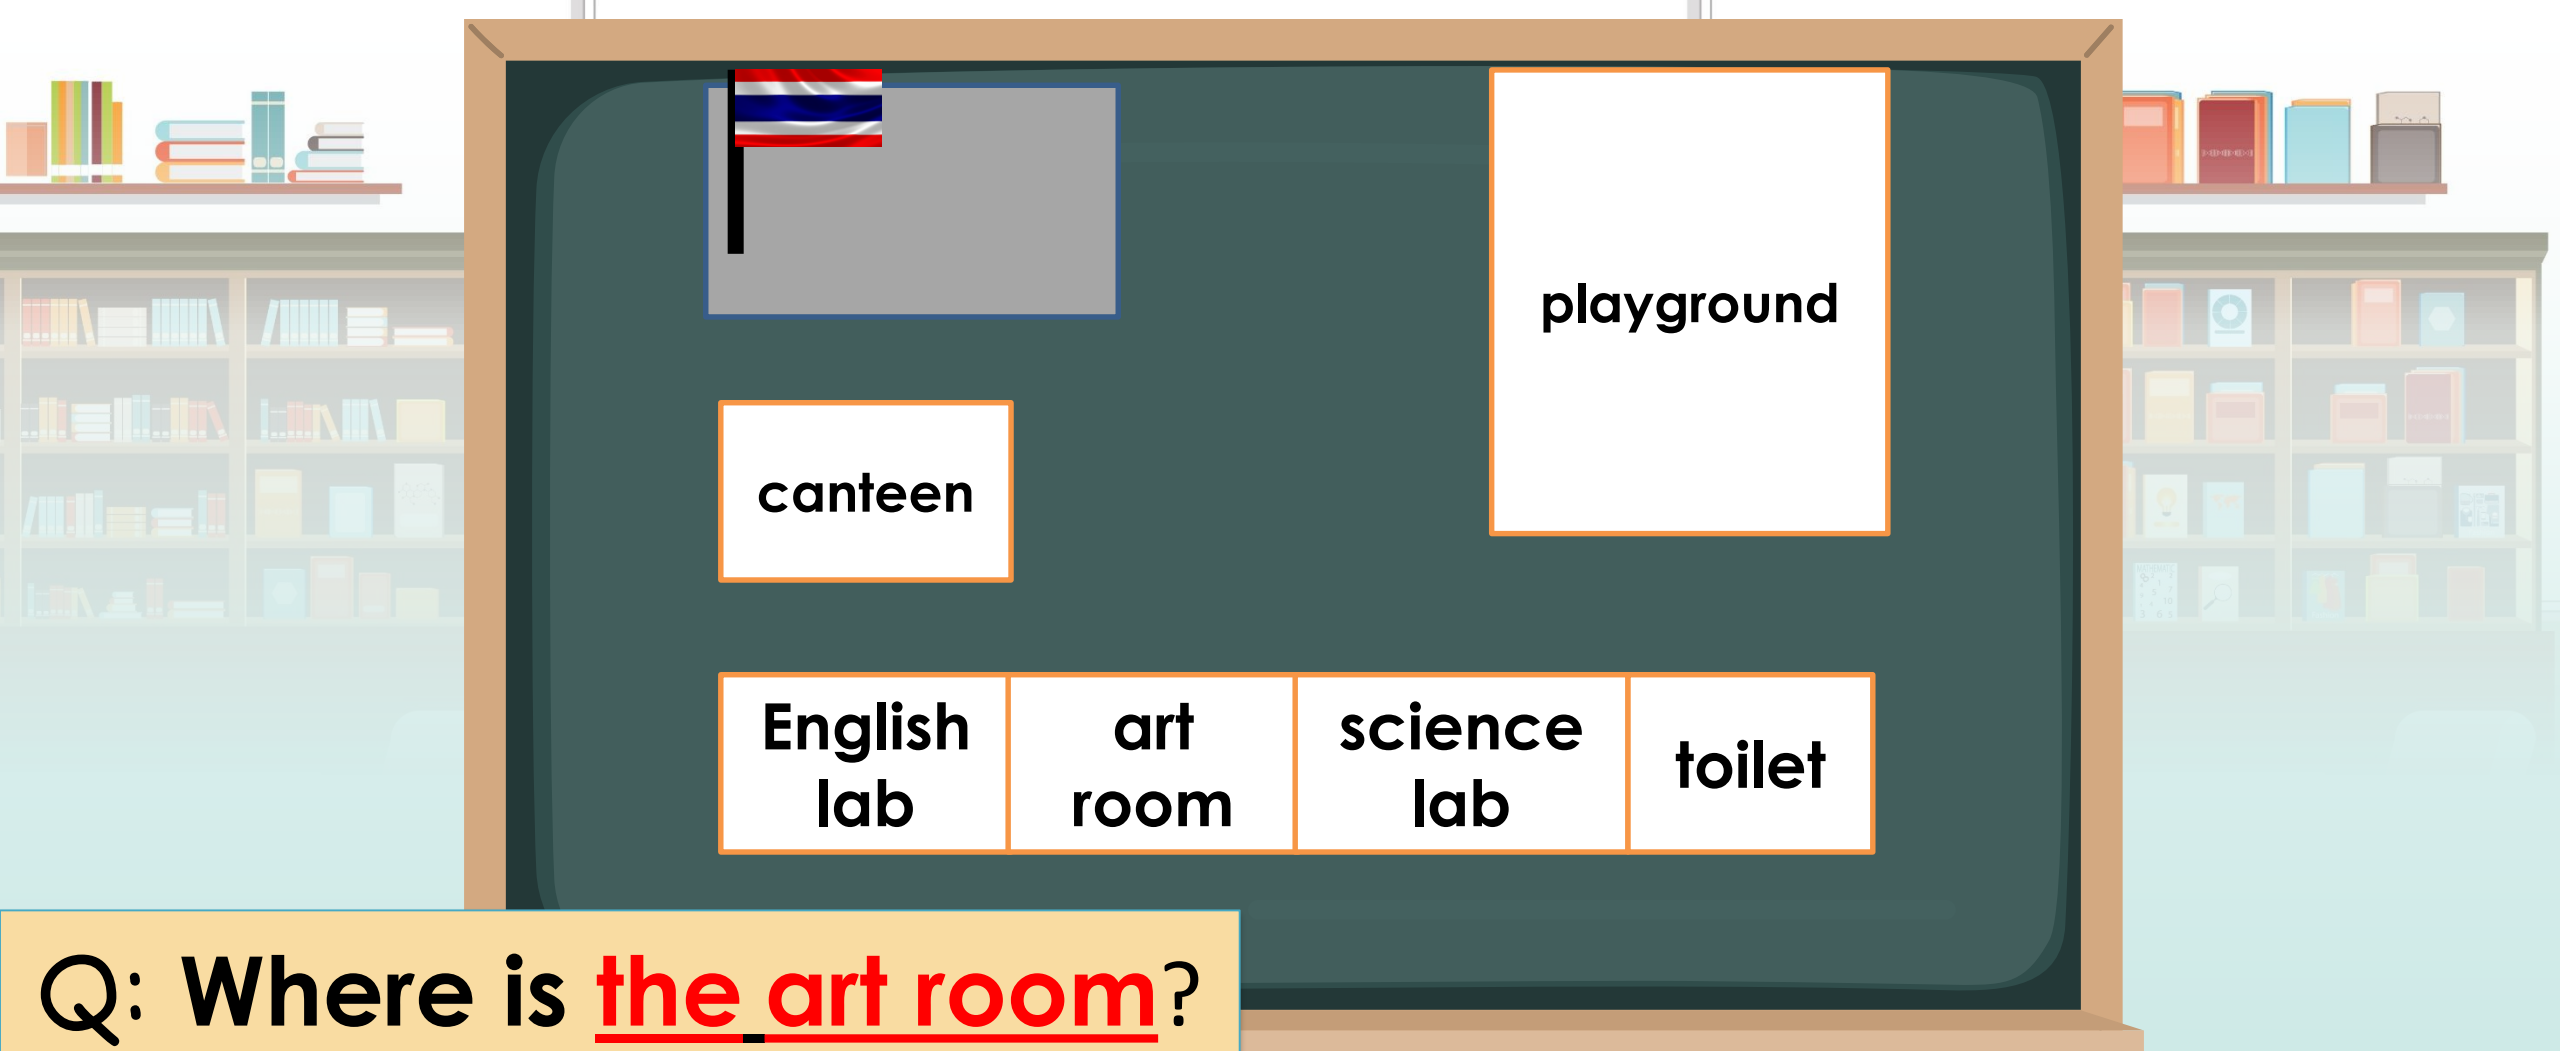 playground
canteen
English
lab
art
room
science
lab
toilet
Q: Where is the art room?